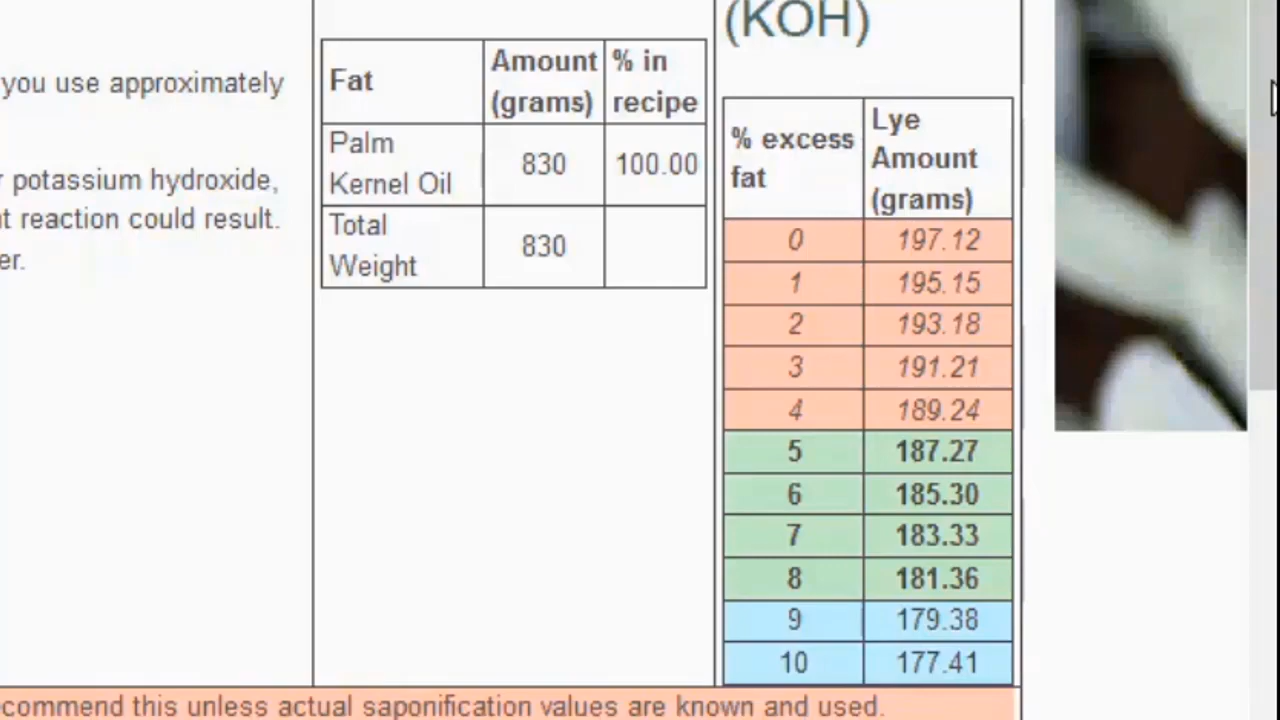 (KOH)
you use approximately
r potassium hydroxide,
t reaction could result.
er.
Fat Amount (grams) % in recipe
Palm Kernel Oil 830 100.00
Total Weight 830
% excess fat Lye Amount (grams)
0 197.12
1 195.15
2 193.18
3 191.21
4 189.24
5 187.27
6 185.30
7 183.33
8 181.36
9 179.38
10 177.41
commend this unless actual saponification values are known and used.